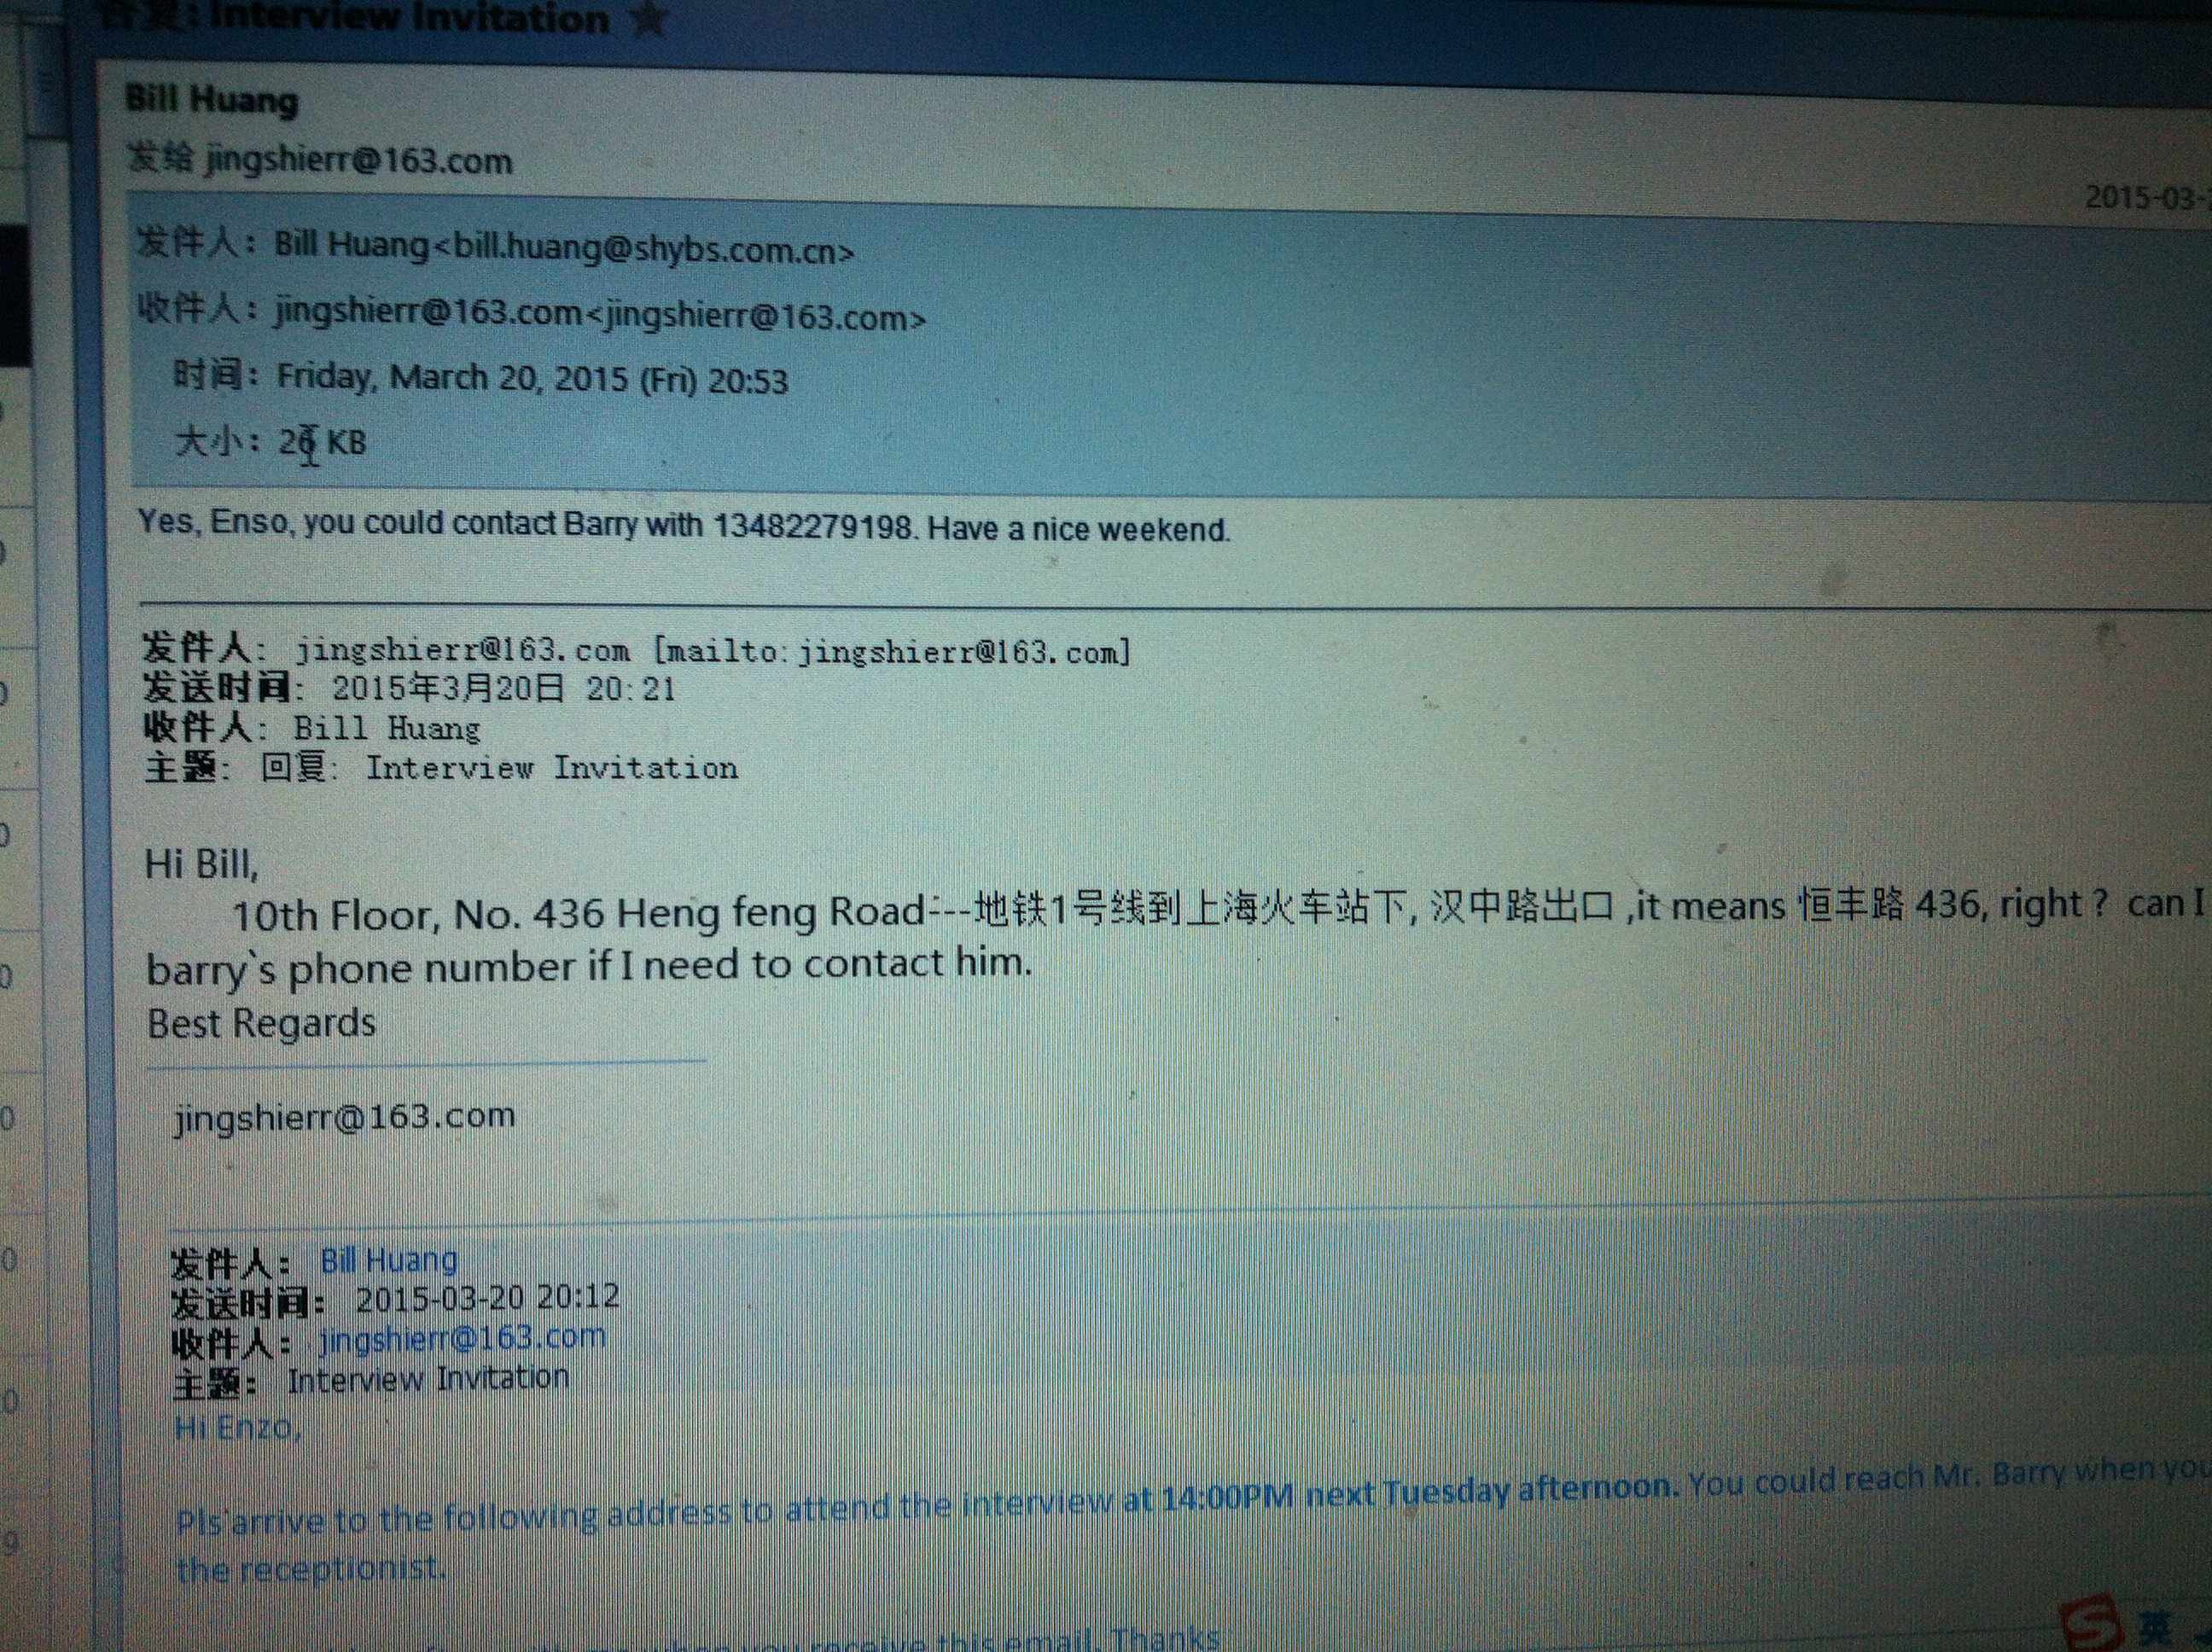 答复: Interview Invitation
Bill Huang
发给 jingshierr@163.com
2015-03-
发件人: Bill Huang<bill.huang@shybs.com.cn>
收件人: jingshierr@163.com<jingshierr@163.com>
时间: Friday, March 20, 2015 (Fri) 20:53
大小: 26 KB
Yes, Enso, you could contact Barry with 13482279198. Have a nice weekend.
发件人: jingshierr@163.com [mailto:jingshierr@163.com]
发送时间: 2015年3月20日 20:21
收件人: Bill Huang
主题: 回复: Interview Invitation
Hi Bill,
10th Floor, No. 436 Heng feng Road---地铁1号线到上海火车站下, 汉中路出口 ,it means 恒丰路 436, right ? can I
barry`s phone number if I need to contact him.
Best Regards
jingshierr@163.com
发件人: Bill Huang
发送时间: 2015-03-20 20:12
收件人: jingshierr@163.com
主题: Interview Invitation
Hi Enzo,
Pls arrive to the following address to attend the interview at 14:00PM next Tuesday afternoon. You could reach Mr. Barry when you
the receptionist.
when you receive this email. Thanks
英